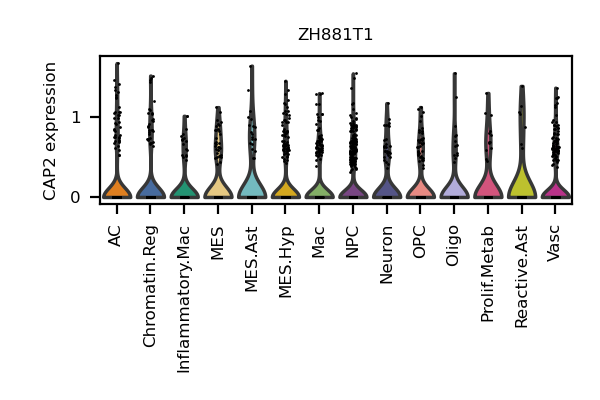 ZH881T1
CAP2 expression
1
0
AC
Chromatin.Reg
Inflammatory.Mac
MES
MES.Ast
MES.Hyp
Mac
NPC
Neuron
OPC
Oligo
Prolif.Metab
Reactive.Ast
Vasc